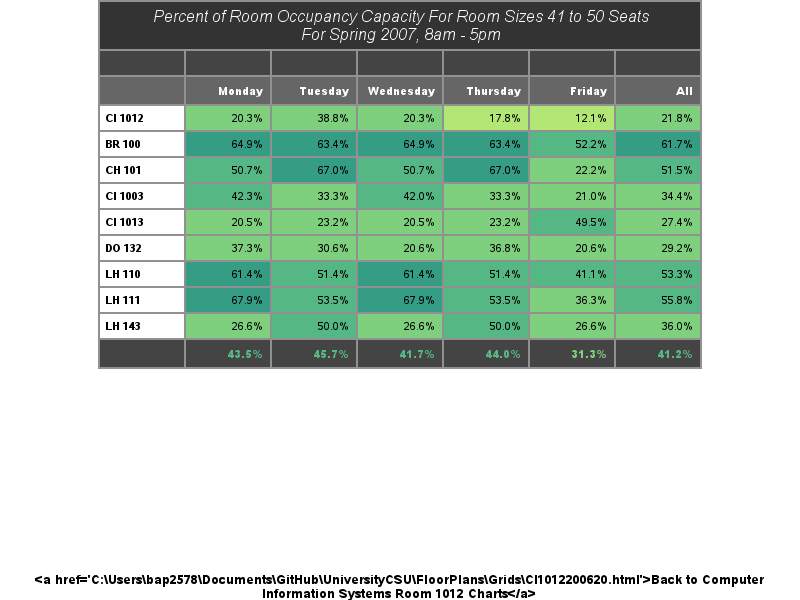 Percent of Room Occupancy Capacity For Room Sizes 41 to 50 Seats
For Spring 2007, 8am - 5pm
Monday Tuesday Wednesday Thursday Friday All
CI 1012 20.3% 38.8% 20.3% 17.8% 12.1% 21.8%
BR 100 64.9% 63.4% 64.9% 63.4% 52.2% 61.7%
CH 101 50.7% 67.0% 50.7% 67.0% 22.2% 51.5%
CI 1003 42.3% 33.3% 42.0% 33.3% 21.0% 34.4%
CI 1013 20.5% 23.2% 20.5% 23.2% 49.5% 27.4%
DO 132 37.3% 30.6% 20.6% 36.8% 20.6% 29.2%
LH 110 61.4% 51.4% 61.4% 51.4% 41.1% 53.3%
LH 111 67.9% 53.5% 67.9% 53.5% 36.3% 55.8%
LH 143 26.6% 50.0% 26.6% 50.0% 26.6% 36.0%
43.5% 45.7% 41.7% 44.0% 31.3% 41.2%
<a href='C:\Users\bap2578\Documents\GitHub\UniversityCSU\FloorPlans\Grids\CI1012200620.html'>Back to Computer
Information Systems Room 1012 Charts</a>